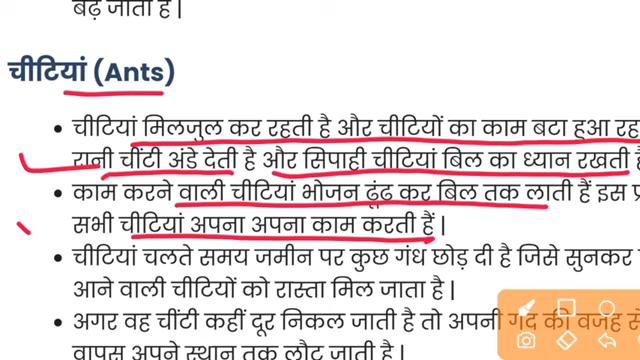 बढ़ जाता है |
चीटियां (Ants)
चीटियां मिलजुल कर रहती है और चीटियों का काम बटा हुआ
रानी चींटी अंडे देती है और सिपाही चीटियां बिल का ध्यान रखती
काम करने वाली चीटियां भोजन ढूंढ कर बिल तक लाती हैं इस
सभी चीटियां अपना अपना काम करती हैं |
चीटियां चलते समय जमीन पर कुछ गंध छोड़ दी है जिसे सुनकर
आने वाली चीटियों को रास्ता मिल जाता है |
अगर वह चींटी कहीं दूर निकल जाती है तो अपनी गंद की वजह से
वापस अपने स्थान तक लौट जाती है |